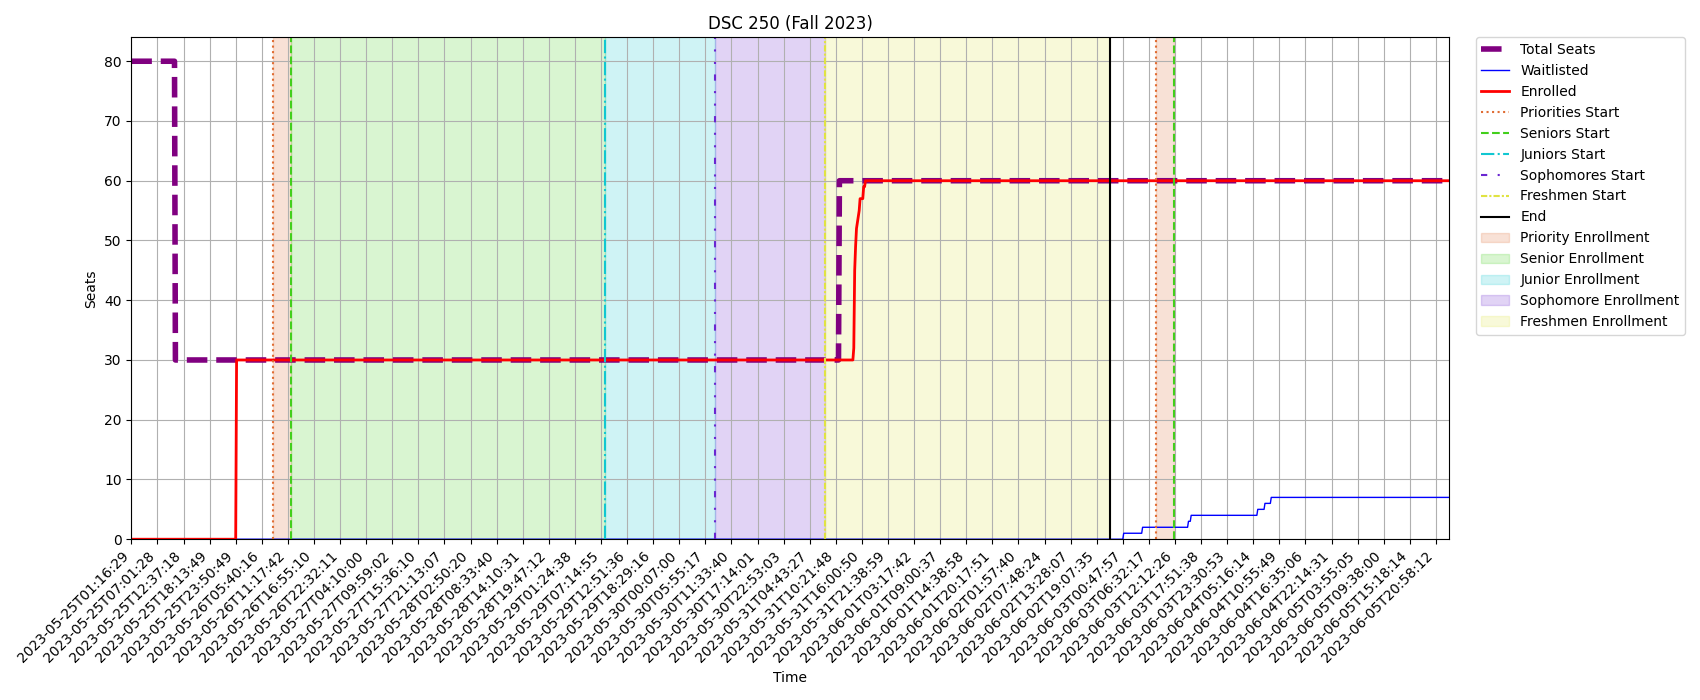 DSC 250 (Fall 2023)
Seats
80
70
60
50
40
30
20
10
0
2023-05-25T01:16:29
2023-05-25T07:01:28
2023-05-25T12:37:18
2023-05-25T18:13:49
2023-05-25T23:50:49
2023-05-26T05:40:16
2023-05-26T11:17:42
2023-05-26T16:55:10
2023-05-26T22:32:11
2023-05-27T04:10:00
2023-05-27T09:59:02
2023-05-27T15:36:10
2023-05-27T21:13:07
2023-05-28T02:50:20
2023-05-28T08:33:40
2023-05-28T14:10:31
2023-05-28T19:47:12
2023-05-29T01:24:38
2023-05-29T07:14:55
2023-05-29T12:51:36
2023-05-29T18:29:16
2023-05-30T00:07:00
2023-05-30T05:55:17
2023-05-30T11:33:40
2023-05-30T17:14:01
2023-05-30T22:53:03
2023-05-31T04:43:27
2023-05-31T10:21:48
2023-05-31T16:00:50
2023-05-31T21:38:59
2023-06-01T03:17:42
2023-06-01T09:00:37
2023-06-01T14:38:58
2023-06-01T20:17:51
2023-06-02T01:57:40
2023-06-02T07:48:24
2023-06-02T13:28:07
2023-06-02T19:07:35
2023-06-03T00:47:57
2023-06-03T06:32:17
2023-06-03T12:12:26
2023-06-03T17:51:38
2023-06-03T23:30:53
2023-06-04T05:16:14
2023-06-04T10:55:49
2023-06-04T16:35:06
2023-06-04T22:14:31
2023-06-05T03:55:05
2023-06-05T09:38:00
2023-06-05T15:18:14
2023-06-05T20:58:12
Time
Total Seats
Waitlisted
Enrolled
Priorities Start
Seniors Start
Juniors Start
Sophomores Start
Freshmen Start
End
Priority Enrollment
Senior Enrollment
Junior Enrollment
Sophomore Enrollment
Freshmen Enrollment